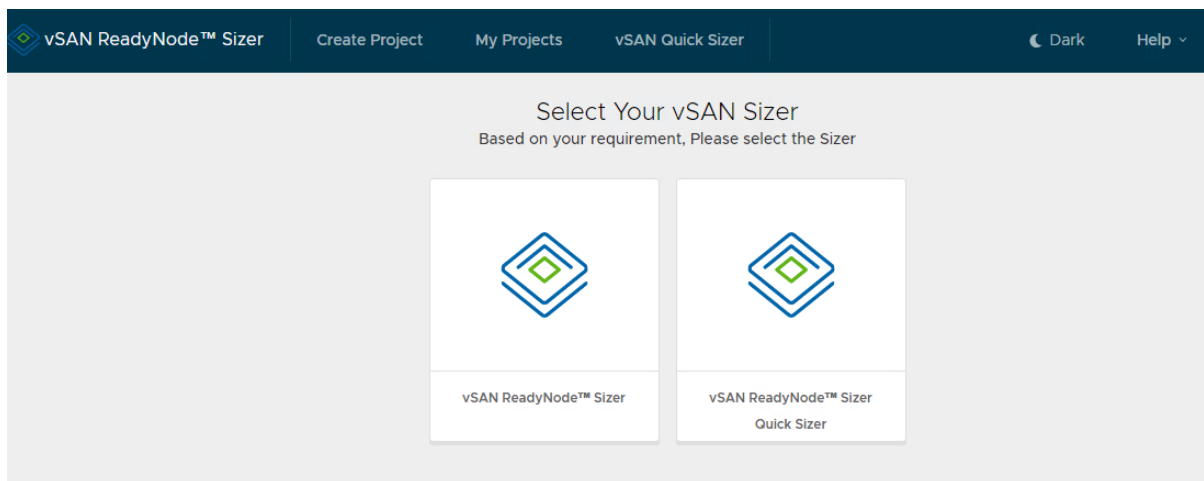 vSAN ReadyNode™ Sizer Create Project My Projects vSAN Quick Sizer Dark Help
Select Your vSAN Sizer
Based on your requirement, Please select the Sizer
vSAN ReadyNode™ Sizer
vSAN ReadyNode™ Sizer
Quick Sizer